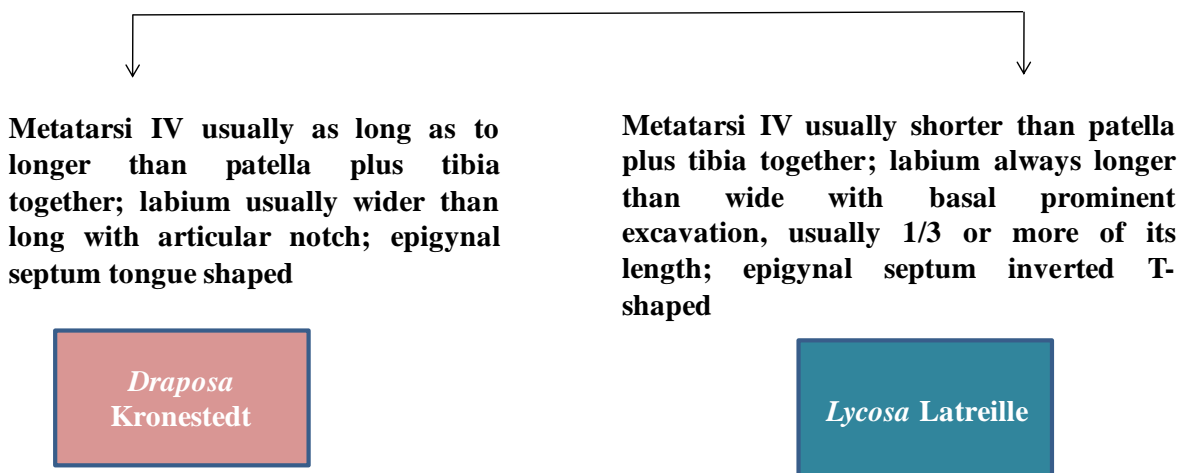 Metatarsi IV usually as long as to
longer than patella plus tibia
together; labium usually wider than
long with articular notch; epigynal
septum tongue shaped
Metatarsi IV usually shorter than patella
plus tibia together; labium always longer
than wide with basal prominent
excavation, usually 1/3 or more of its
length; epigynal septum inverted T-
shaped
Draposa
Kronestedt
Lycosa Latreille